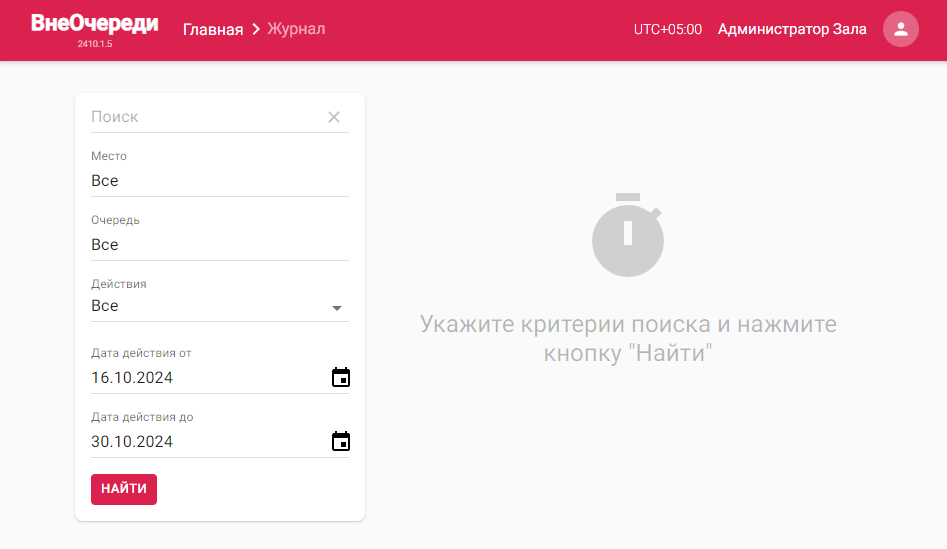 ВнеОчереди
2410.1.5
Главная Журнал
UTC+05:00 Администратор Зала
Поиск
Место
Все
Очередь
Все
Действия
Все
Дата действия от
16.10.2024
Дата действия до
30.10.2024
НАЙТИ
Укажите критерии поиска и нажмите
кнопку "Найти"